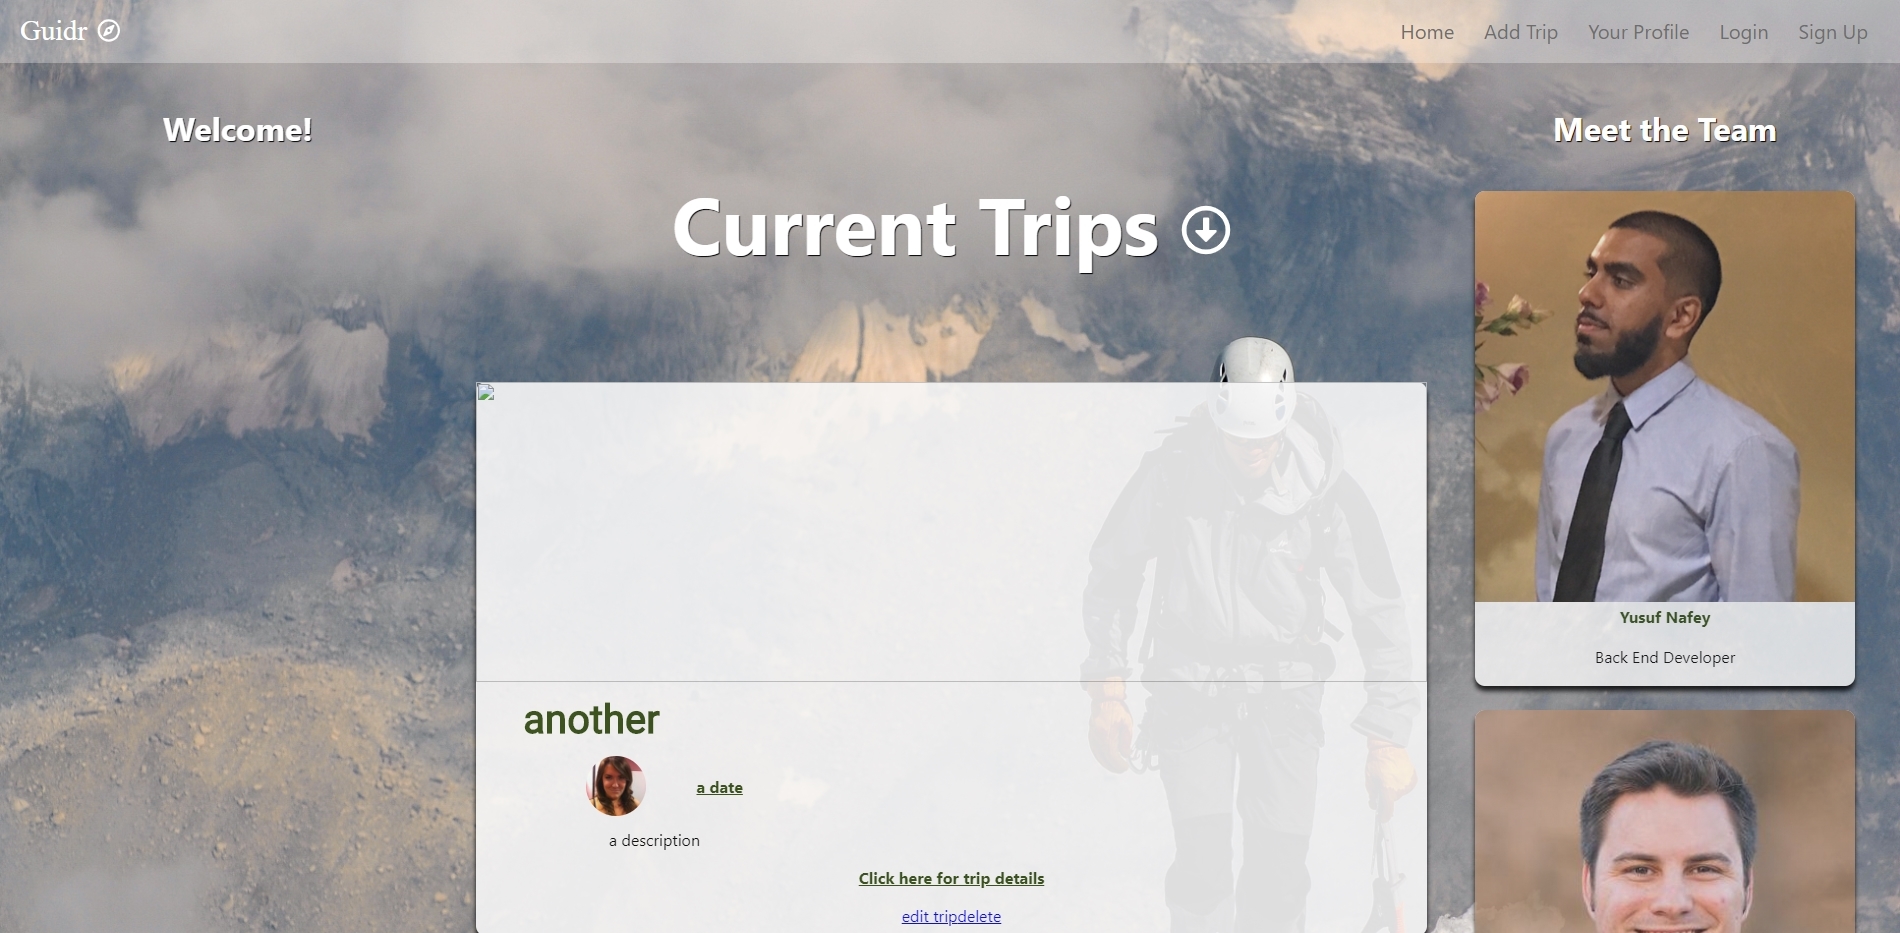 Guidr
Home Add Trip Your Profile Login Sign Up
Welcome!
Current Trips
another
a date
a description
Click here for trip details
edit tripdelete
Meet the Team
Yusuf Nafey
Back End Developer